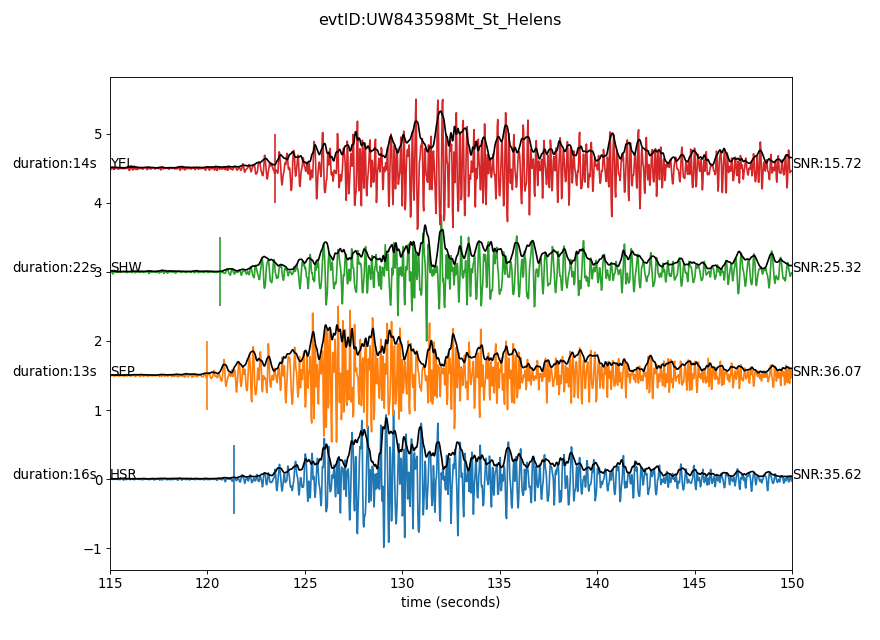 evtID:UW843598Mt_St_Helens
5
duration:14s YEL SNR:15.72
4
duration:22s 3 SHW SNR:25.32
2
duration:13s SEP SNR:36.07
1
duration:16s 0 HSR SNR:35.62
−1
115 120 125 130 135 140 145 150
time (seconds)